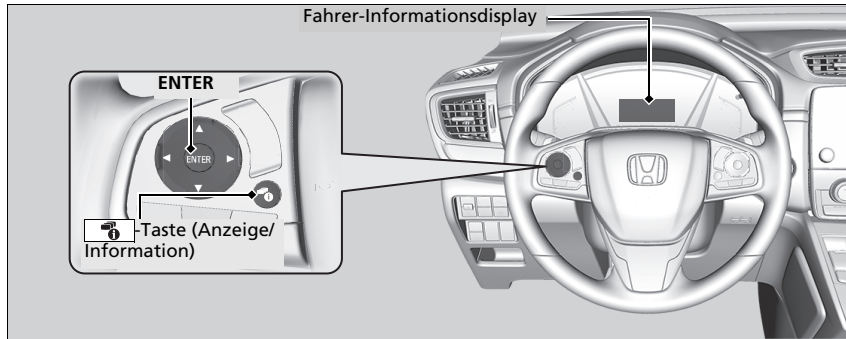 Fahrer-Informationsdisplay
ENTER
ENTER
-Taste (Anzeige/
Information)